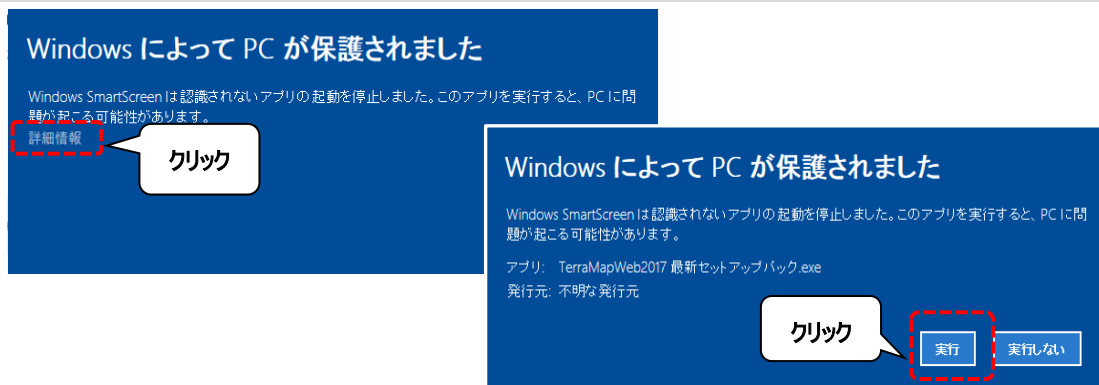 Windows によって PC が保護されました
Windows SmartScreen は認識されないアプリの起動を停止しました。このアプリを実行すると、PC に問
題が起こる可能性があります。
詳細情報
クリック
Windows によって PC が保護されました
Windows SmartScreen は認識されないアプリの起動を停止しました。このアプリを実行すると、PC に問
題が起こる可能性があります。
アプリ: TerraMapWeb2017 最新セットアップパック.exe
発行元: 不明な発行元
クリック
実行 実行しない